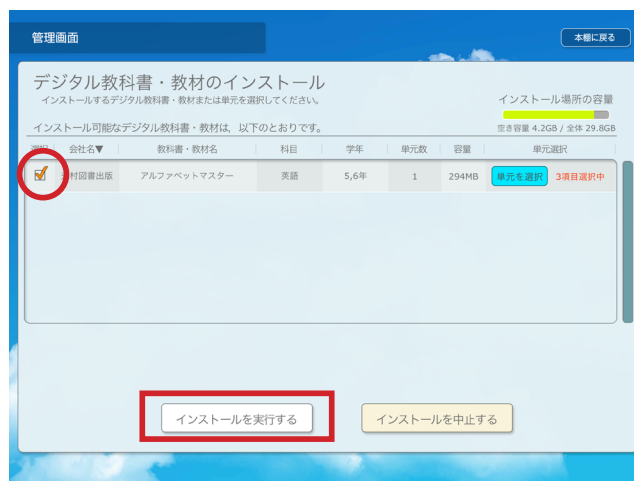 管理画面
本棚に戻る
デジタル教科書・教材のインストール
インストールするデジタル教科書・教材または単元を選択してください。
インストール場所の容量
インストール可能なデジタル教科書・教材は、以下のとおりです。
空き容量 4.2GB / 全体 29.8GB
選択 会社名▼ 教科書・教材名 科目 学年 単元数 容量 単元選択
村図書出版 アルファベットマスター 英語 5,6年 1 294MB 単元を選択 3項目選択中
インストールを実行する インストールを中止する